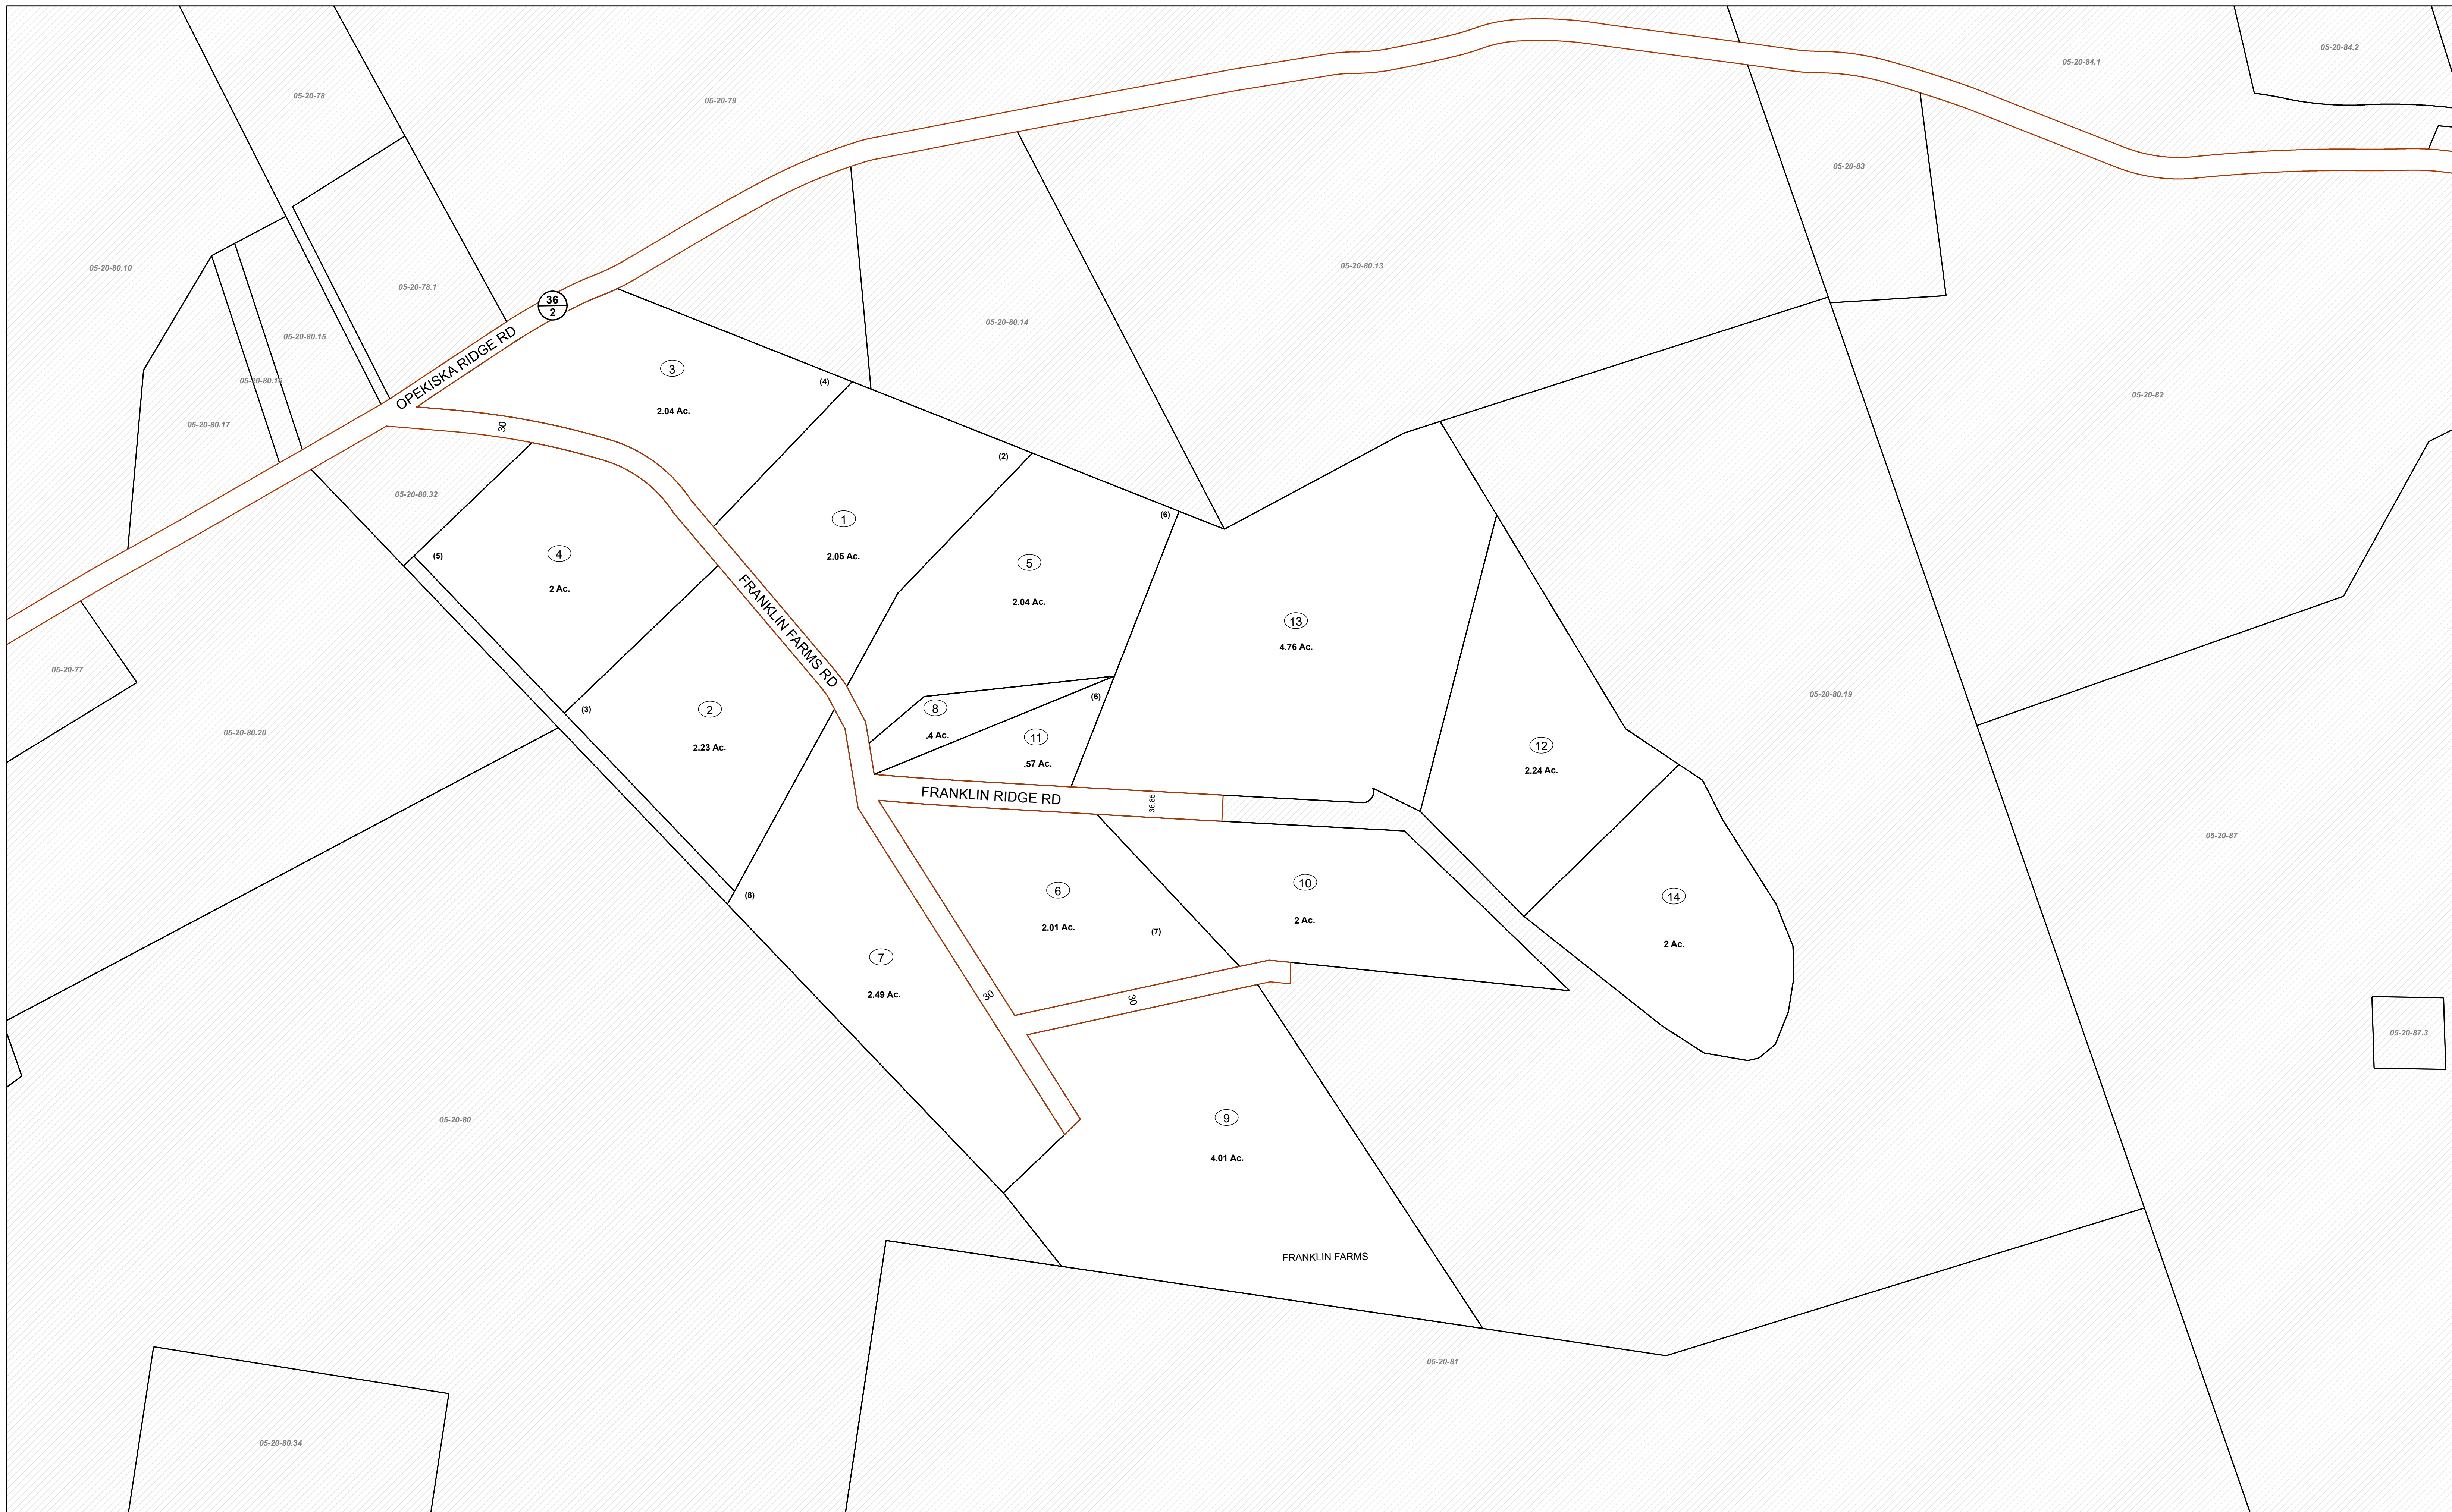 05-20-84.2
05-20-84.1
05-20-78
05-20-79
05-20-83
05-20-80.10
05-20-80.13
05-20-78.1
36
2
05-20-80.14
05-20-80.15
OPEKISKA RIDGE RD
3
(4)
2.04 Ac.
05-20-82
05-20-80.17
30
(2)
05-20-80.32
(6)
1
2.05 Ac.
(5)
4
2 Ac.
5
2.04 Ac.
FRANKLIN FARMS RD
13
4.76 Ac.
05-20-77
05-20-80.19
(6)
(3)
2
2.23 Ac.
8
.4 Ac.
11
.57 Ac.
05-20-80.20
12
2.24 Ac.
FRANKLIN RIDGE RD
36.85
05-20-87
(8)
6
2.01 Ac.
(7)
10
2 Ac.
14
2 Ac.
7
2.49 Ac.
30
30
05-20-87.3
05-20-80
9
4.01 Ac.
FRANKLIN FARMS
05-20-81
05-20-80.34